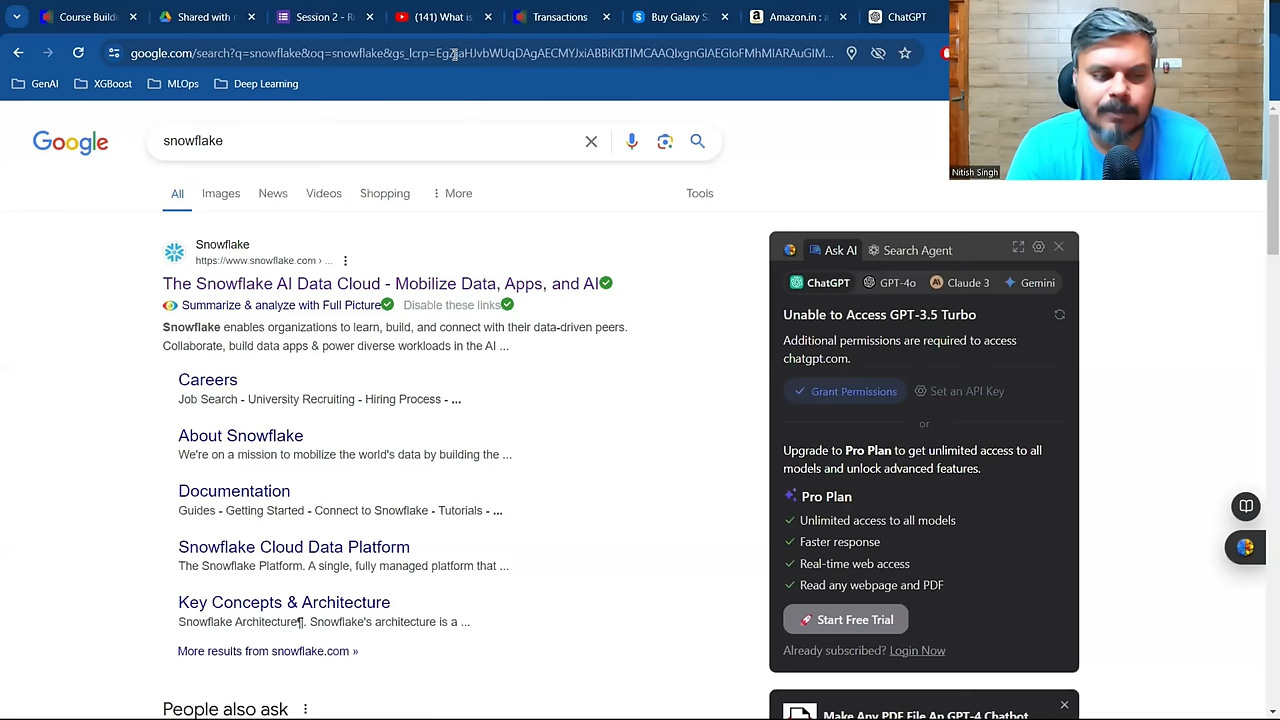 Course Builde
Shared with
Session 2 - R
(141) What is
Transactions
Buy Galaxy S
Amazon.in : a
ChatGPT
google.com/search?q=snowflake&oq=snowflake&gs_lcrp=
GenAI
XGBoost
MLOps
Deep Learning
Nitish Singh
Google
snowflake
All
Images
News
Videos
Shopping
More
Tools
Snowflake
https://www.snowflake.com › ...
The Snowflake AI Data Cloud - Mobilize Data, Apps, and AI
Summarize & analyze with Full Picture
Disable these links
Snowflake enables organizations to learn, build, and connect with their data-driven peers.
Collaborate, build data apps & power diverse workloads in the AI ...
Careers
Job Search - University Recruiting - Hiring Process - ...
About Snowflake
We're on a mission to mobilize the world's data by building the ...
Documentation
Guides - Getting Started - Connect to Snowflake - Tutorials - ...
Snowflake Cloud Data Platform
The Snowflake Platform. A single, fully managed platform that ...
Key Concepts & Architecture
Snowflake Architecture¶. Snowflake's architecture is a ...
More results from snowflake.com »
People also ask
Ask AI
Search Agent
ChatGPT
GPT-4o
Claude 3
Gemini
Unable to Access GPT-3.5 Turbo
Additional permissions are required to access
chatgpt.com.
Grant Permissions
Set an API Key
or
Upgrade to Pro Plan to get unlimited access to all
models and unlock advanced features.
Pro Plan
Unlimited access to all models
Faster response
Real-time web access
Read any webpage and PDF
Start Free Trial
Already subscribed? Login Now
Make Any PDF File An GPT-4 Chatbot